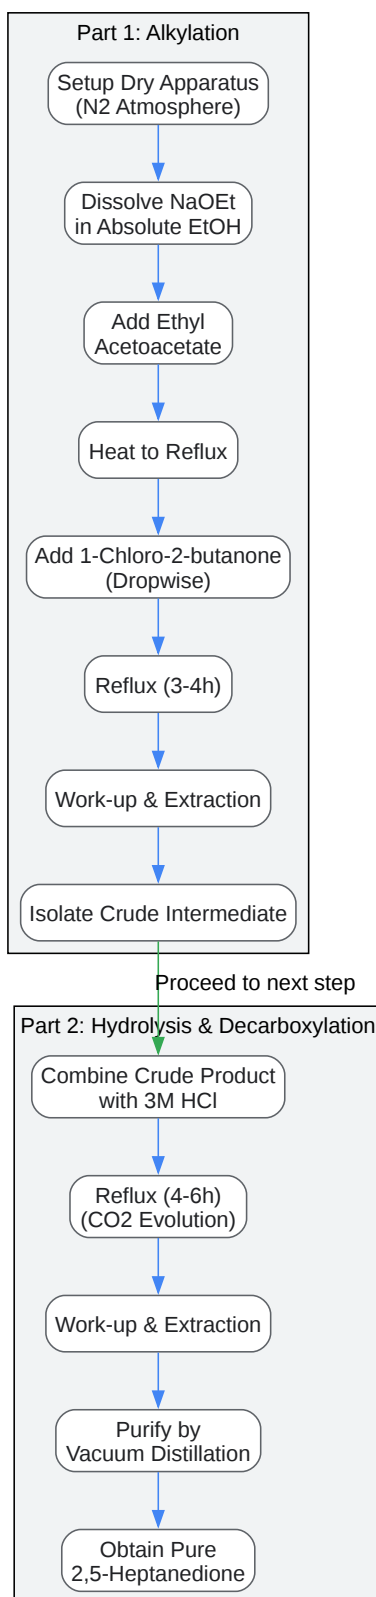 Part 1: Alkylation
Setup Dry Apparatus
(N2 Atmosphere)
Dissolve NaOEt
in Absolute EtOH
Add Ethyl
Acetoacetate
Heat to Reflux
Add 1-Chloro-2-butanone
(Dropwise)
Reflux (3-4h)
Work-up & Extraction
Isolate Crude Intermediate
Proceed to next step
Part 2: Hydrolysis & Decarboxylation
Combine Crude Product
with 3M HCl
Reflux (4-6h)
(CO2 Evolution)
Work-up & Extraction
Purify by
Vacuum Distillation
Obtain Pure
2,5-Heptanedione